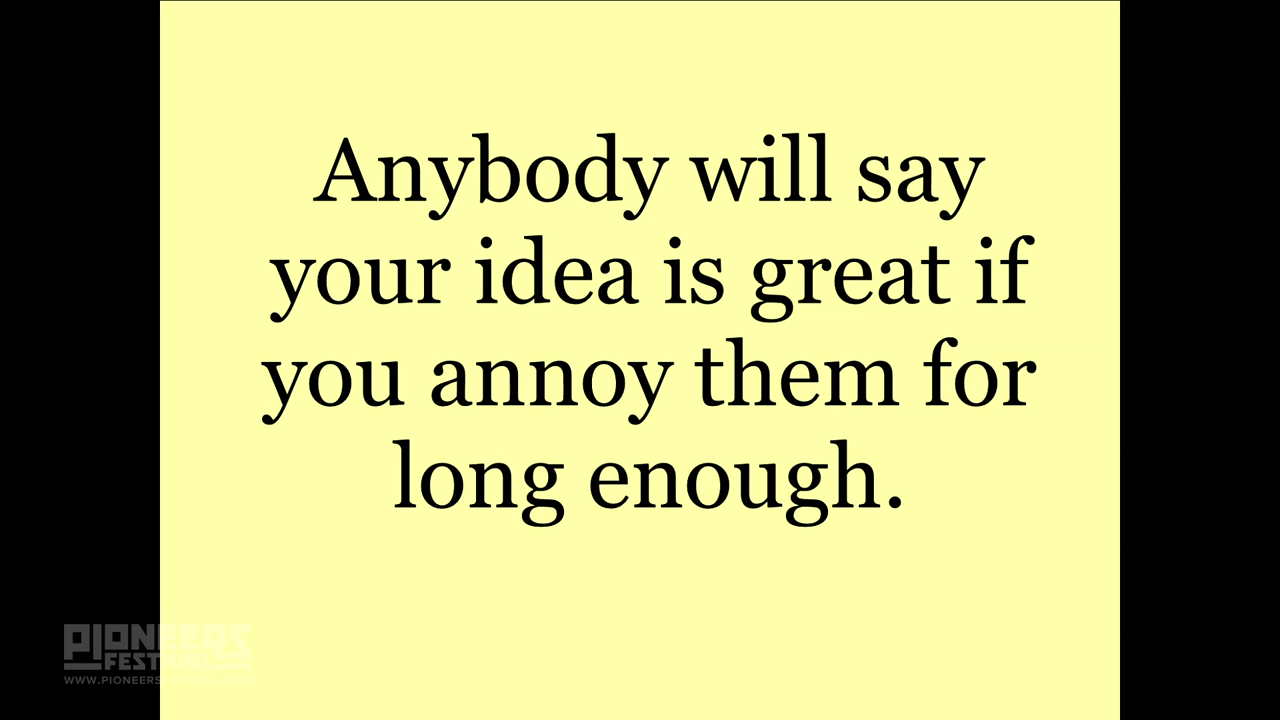 Anybody will say
your idea is great if
you annoy them for
long enough.
PIONEERS
FESTIVAL